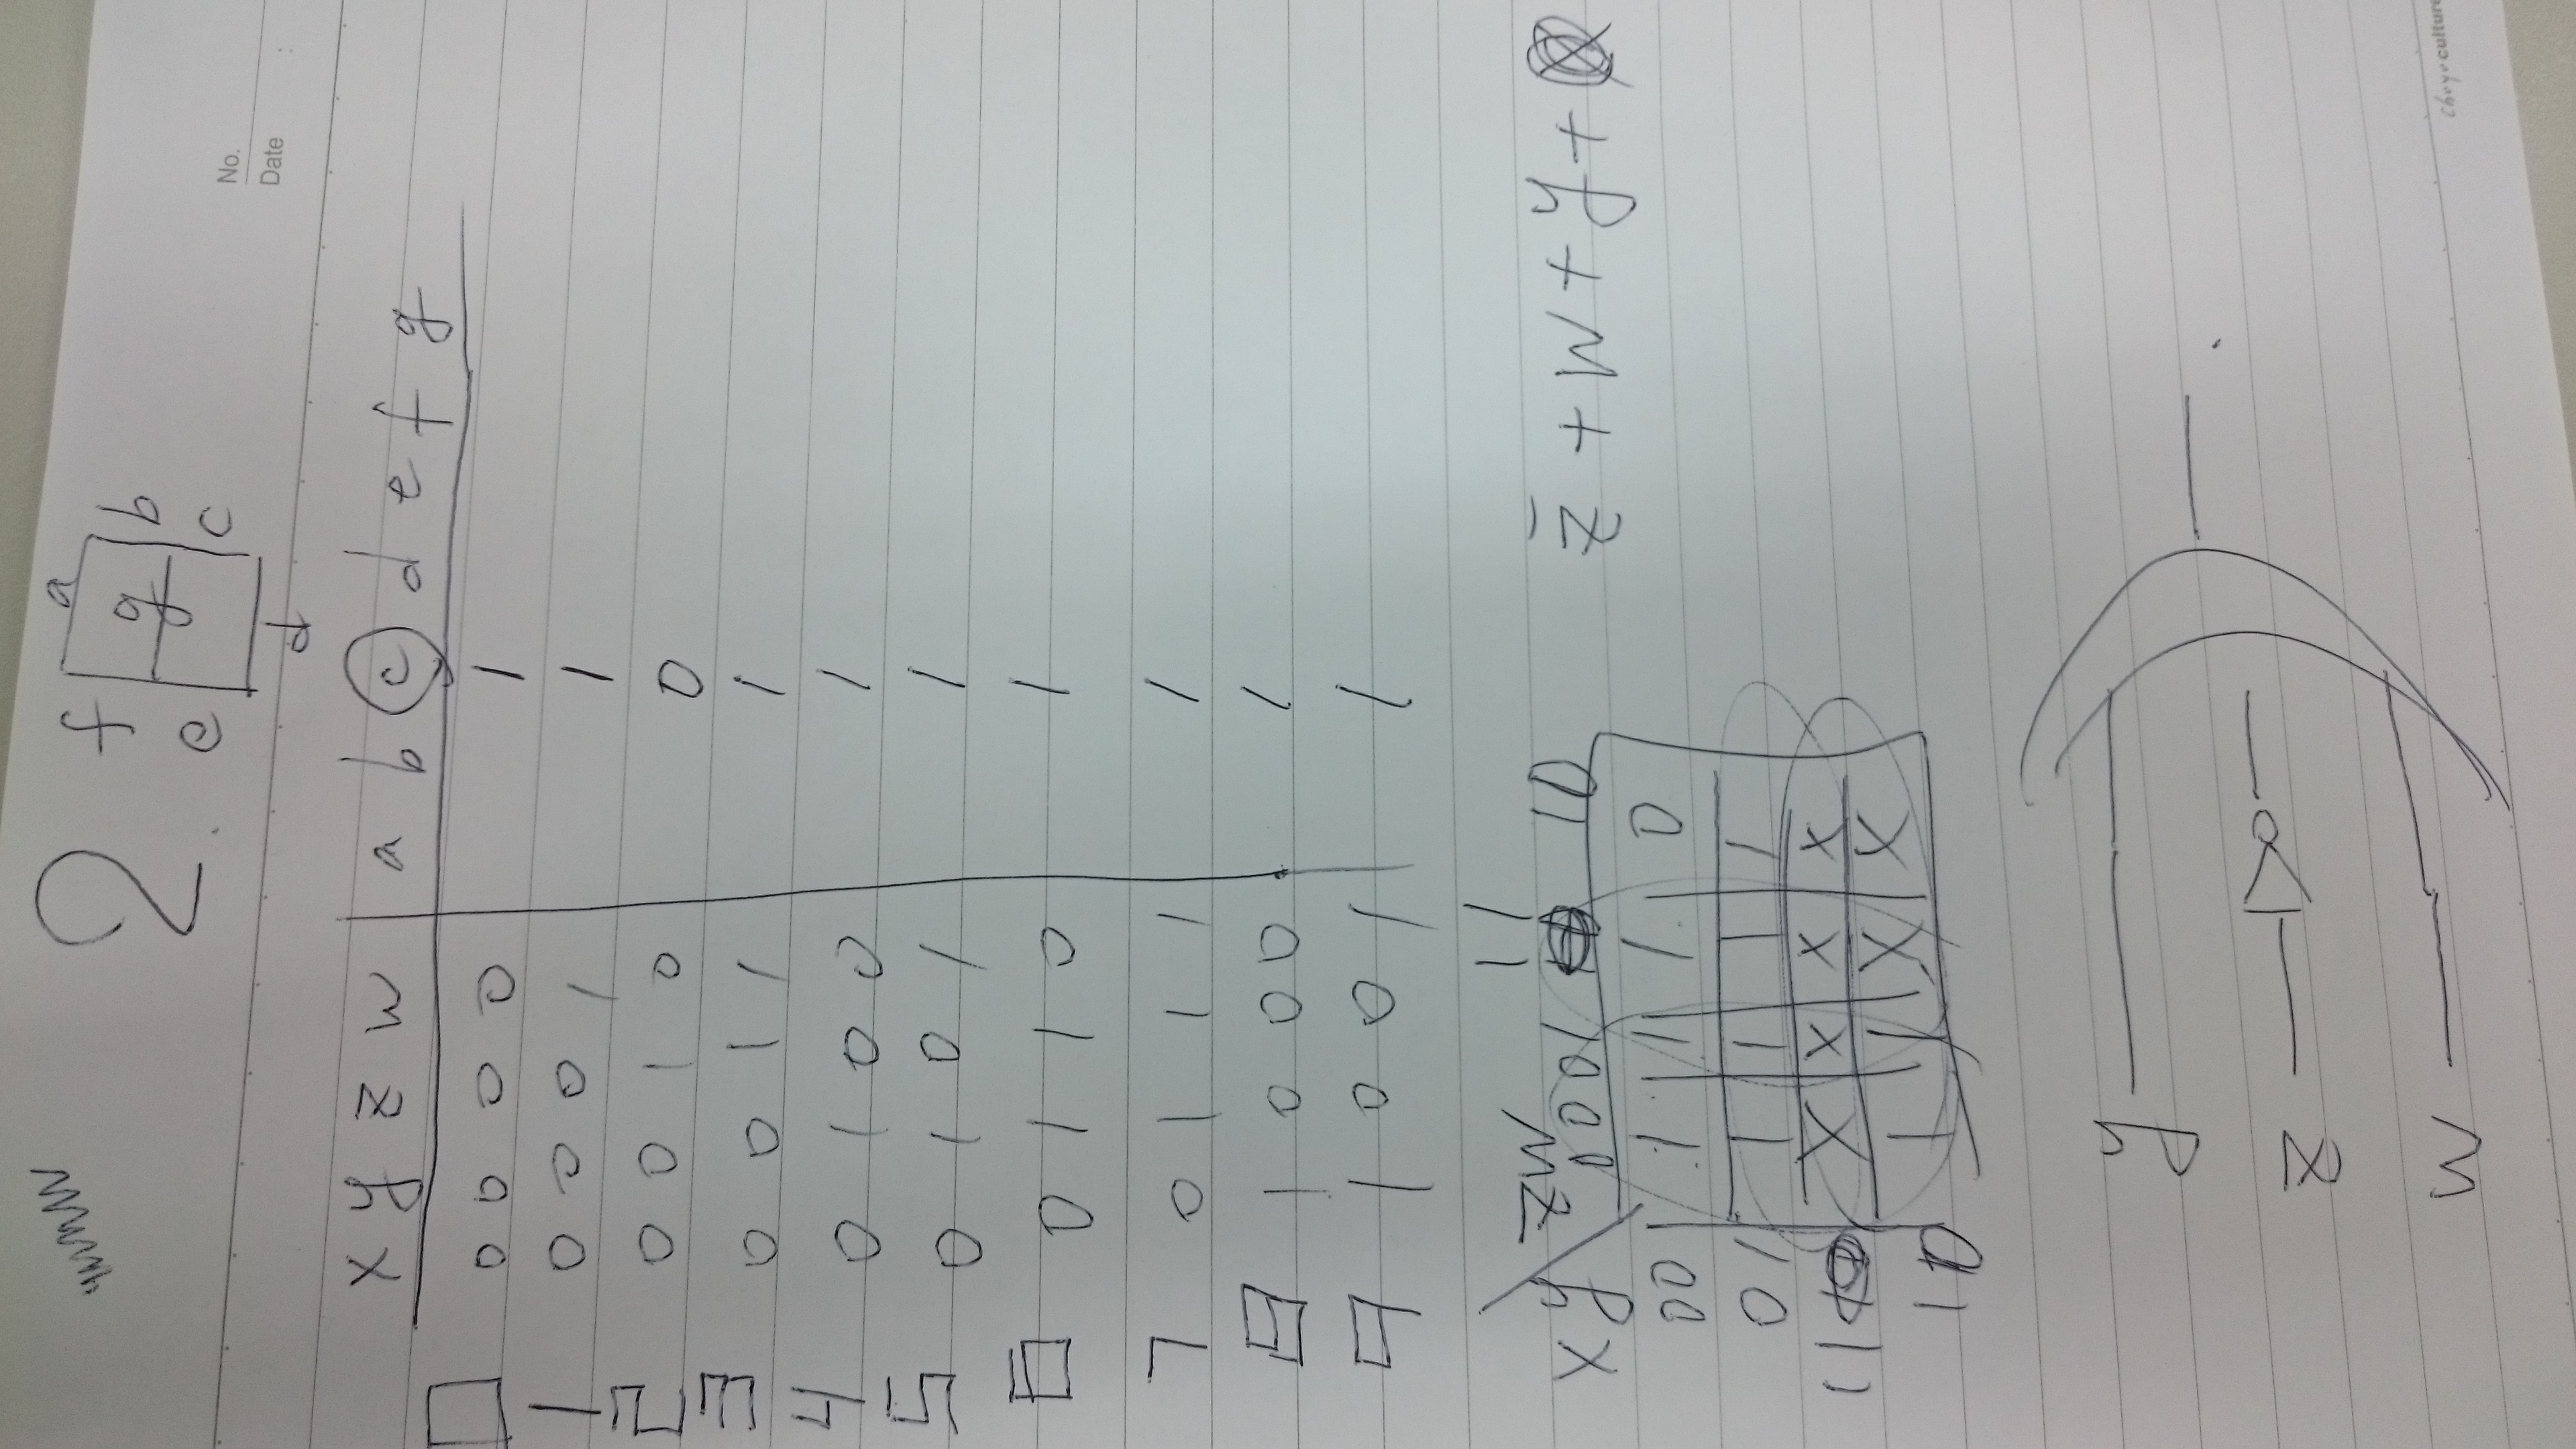 2.
a
f g b
e c
d
No.
Date :
x y z w a b c d e f g
0 0 0 0 0 1
1 0 0 0 1 1
2 0 0 1 0 0
3 0 0 1 1 1
4 0 1 0 0 1
5 0 1 0 1 1
6 0 1 1 0 1
7 0 1 1 1 1
8 1 0 0 0 1
9 1 0 0 1 1
xy zw
00 01 11 10
z̄ + w + y +
00 1 1 1 0
01 1 1 1 1
11 x x x x
10 1 1 x x
y
z
w
culture